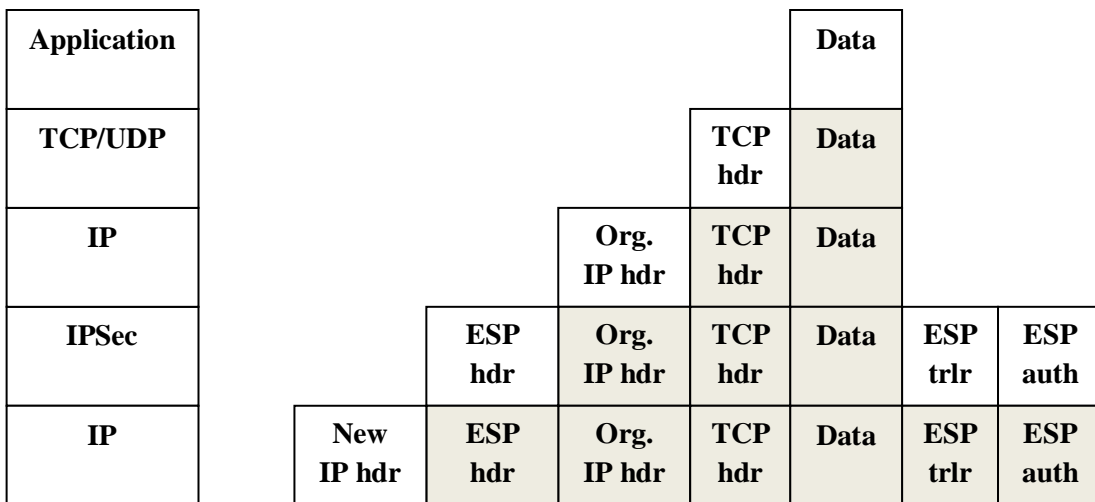 Application Data
TCP/UDP TCP Data
hdr
IP Org. TCP Data
IP hdr hdr
IPSec ESP Org. TCP Data ESP ESP
hdr IP hdr hdr trlr auth
IP New ESP Org. TCP Data ESP ESP
IP hdr hdr IP hdr hdr trlr auth